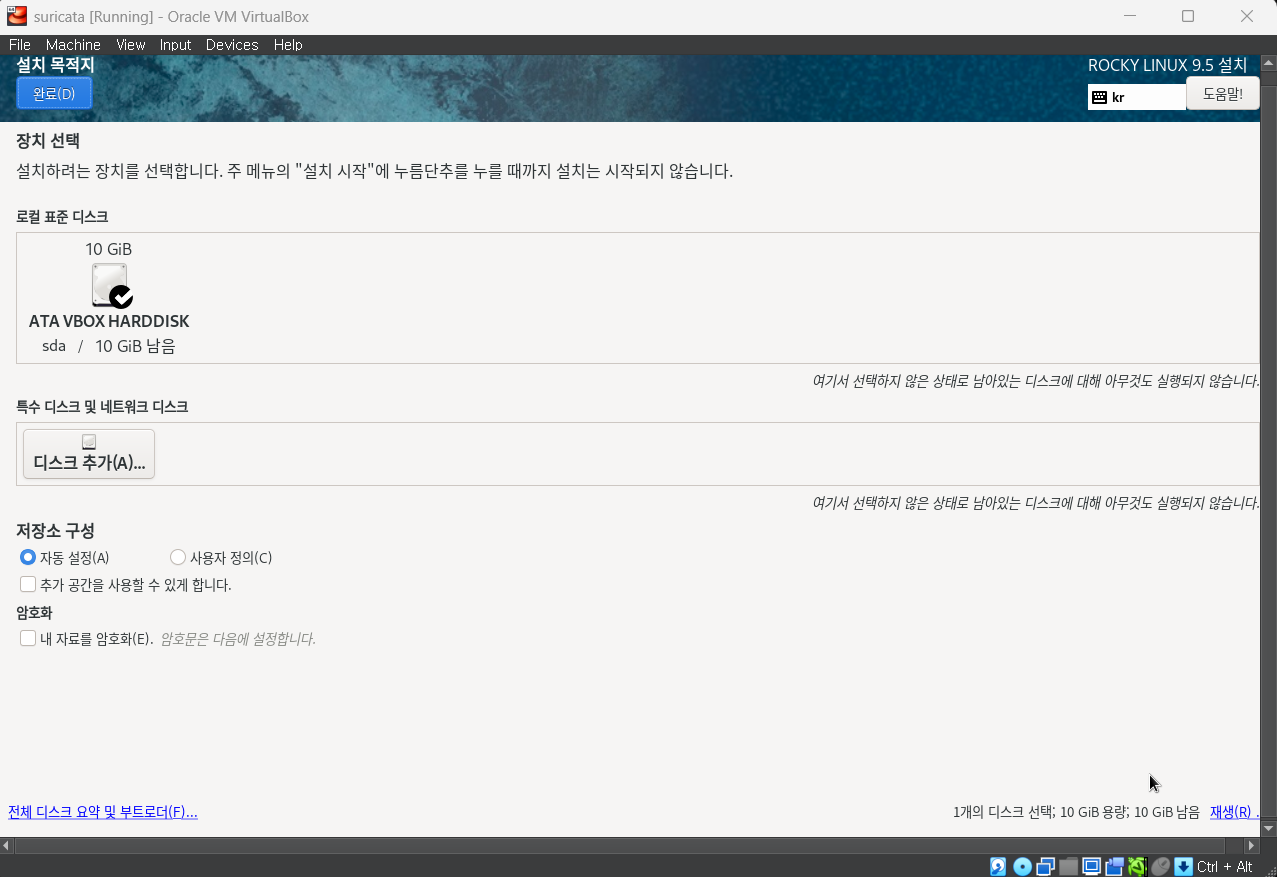 suricata [Running] - Oracle VM VirtualBox
File Machine View Input Devices Help
설치 목적지
ROCKY LINUX 9.5 설치
완료(D)
kr
도움말!
장치 선택
설치하려는 장치를 선택합니다. 주 메뉴의 "설치 시작"에 누름단추를 누를 때까지 설치는 시작되지 않습니다.
로컬 표준 디스크
10 GiB
ATA VBOX HARDDISK
sda / 10 GiB 남음
여기서 선택하지 않은 상태로 남아있는 디스크에 대해 아무것도 실행되지 않습니다.
특수 디스크 및 네트워크 디스크
디스크 추가(A)...
여기서 선택하지 않은 상태로 남아있는 디스크에 대해 아무것도 실행되지 않습니다.
저장소 구성
자동 설정(A) 사용자 정의(C)
추가 공간을 사용할 수 있게 합니다.
암호화
내 자료를 암호화(E). 암호문은 다음에 설정합니다.
전체 디스크 요약 및 부트로더(F)...
1개의 디스크 선택; 10 GiB 용량; 10 GiB 남음 재생(R) .
Ctrl + Alt